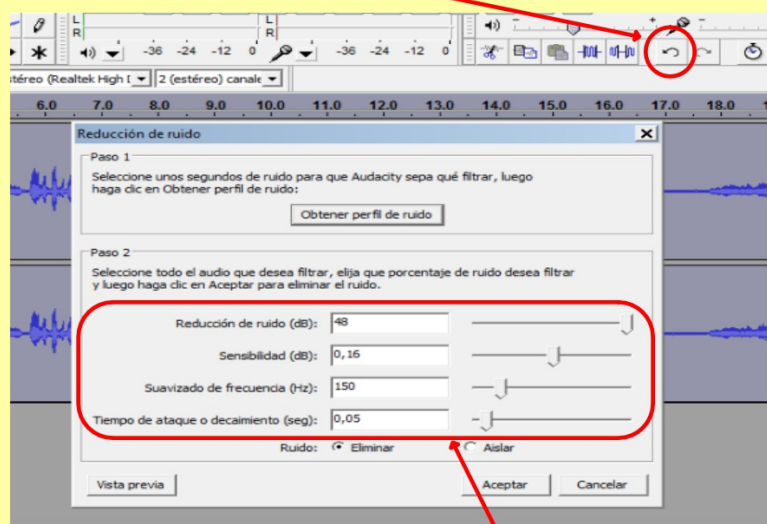 L
R
L
R
-36 -24 -12 0
-36 -24 -12 0
téreo (Realtek High D
2 (estéreo) canale
6.0 7.0 8.0 9.0 10.0 11.0 12.0 13.0 14.0 15.0 16.0 17.0 18.0
Reducción de ruido
Paso 1
Seleccione unos segundos de ruido para que Audacity sepa qué filtrar, luego
haga clic en Obtener perfil de ruido:
Obtener perfil de ruido
Paso 2
Seleccione todo el audio que desea filtrar, elija que porcentaje de ruido desea filtrar
y luego haga clic en Aceptar para eliminar el ruido.
Reducción de ruido (dB): 48
Sensibilidad (dB): 0,16
Suavizado de frecuencia (Hz): 150
Tiempo de ataque o decaimiento (seg): 0,05
Ruido: Eliminar Aislar
Vista previa Aceptar Cancelar